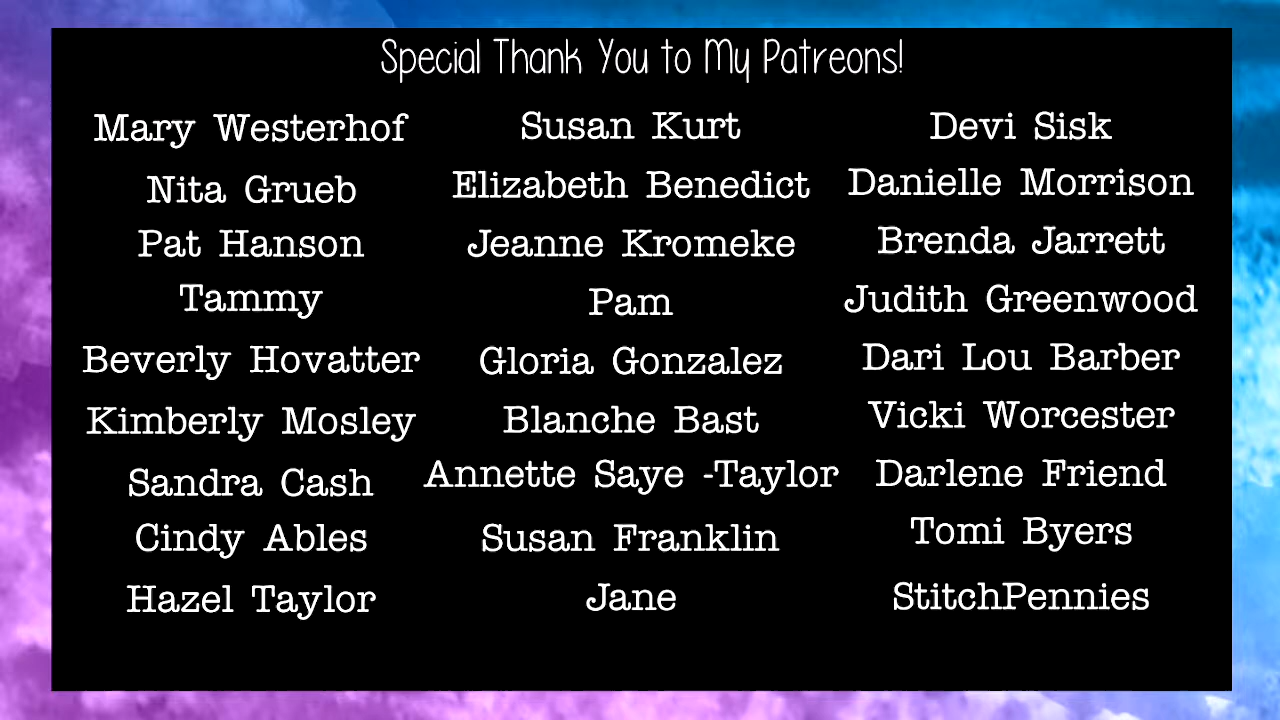 Special Thank You to My Patreons!
Mary Westerhof
Nita Grueb
Pat Hanson
Tammy
Beverly Hovatter
Kimberly Mosley
Sandra Cash
Cindy Ables
Hazel Taylor
Susan Kurt
Elizabeth Benedict
Jeanne Kromeke
Pam
Gloria Gonzalez
Blanche Bast
Annette Saye -Taylor
Susan Franklin
Jane
Devi Sisk
Danielle Morrison
Brenda Jarrett
Judith Greenwood
Dari Lou Barber
Vicki Worcester
Darlene Friend
Tomi Byers
StitchPennies